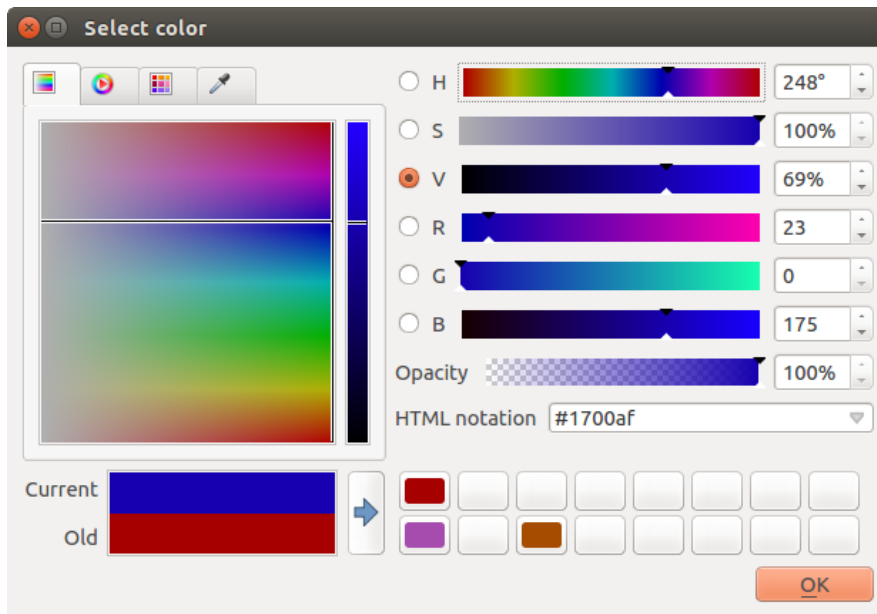 Select color
H 248°
S 100%
V 69%
R 23
G 0
B 175
Opacity 100%
HTML notation #1700af
Current
Old
OK